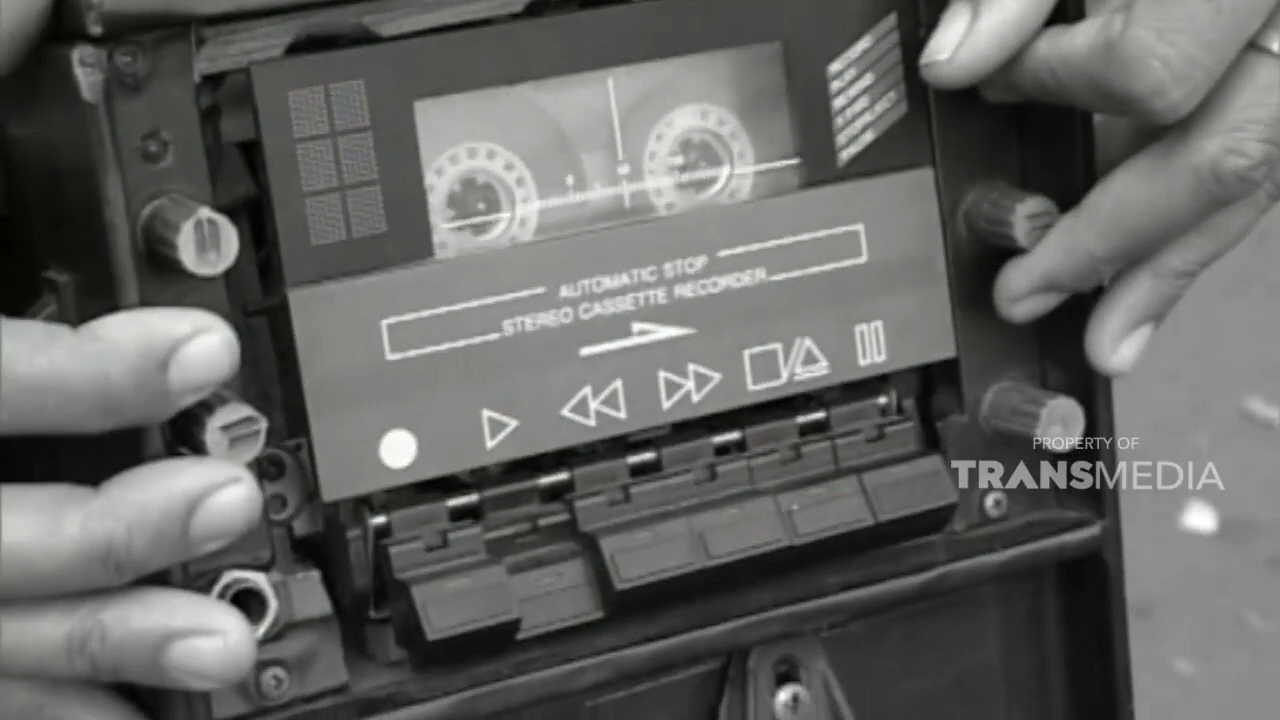 AUTOMATIC STOP
STEREO CASSETTE RECORDER
PROPERTY OF
TRANSMEDIA